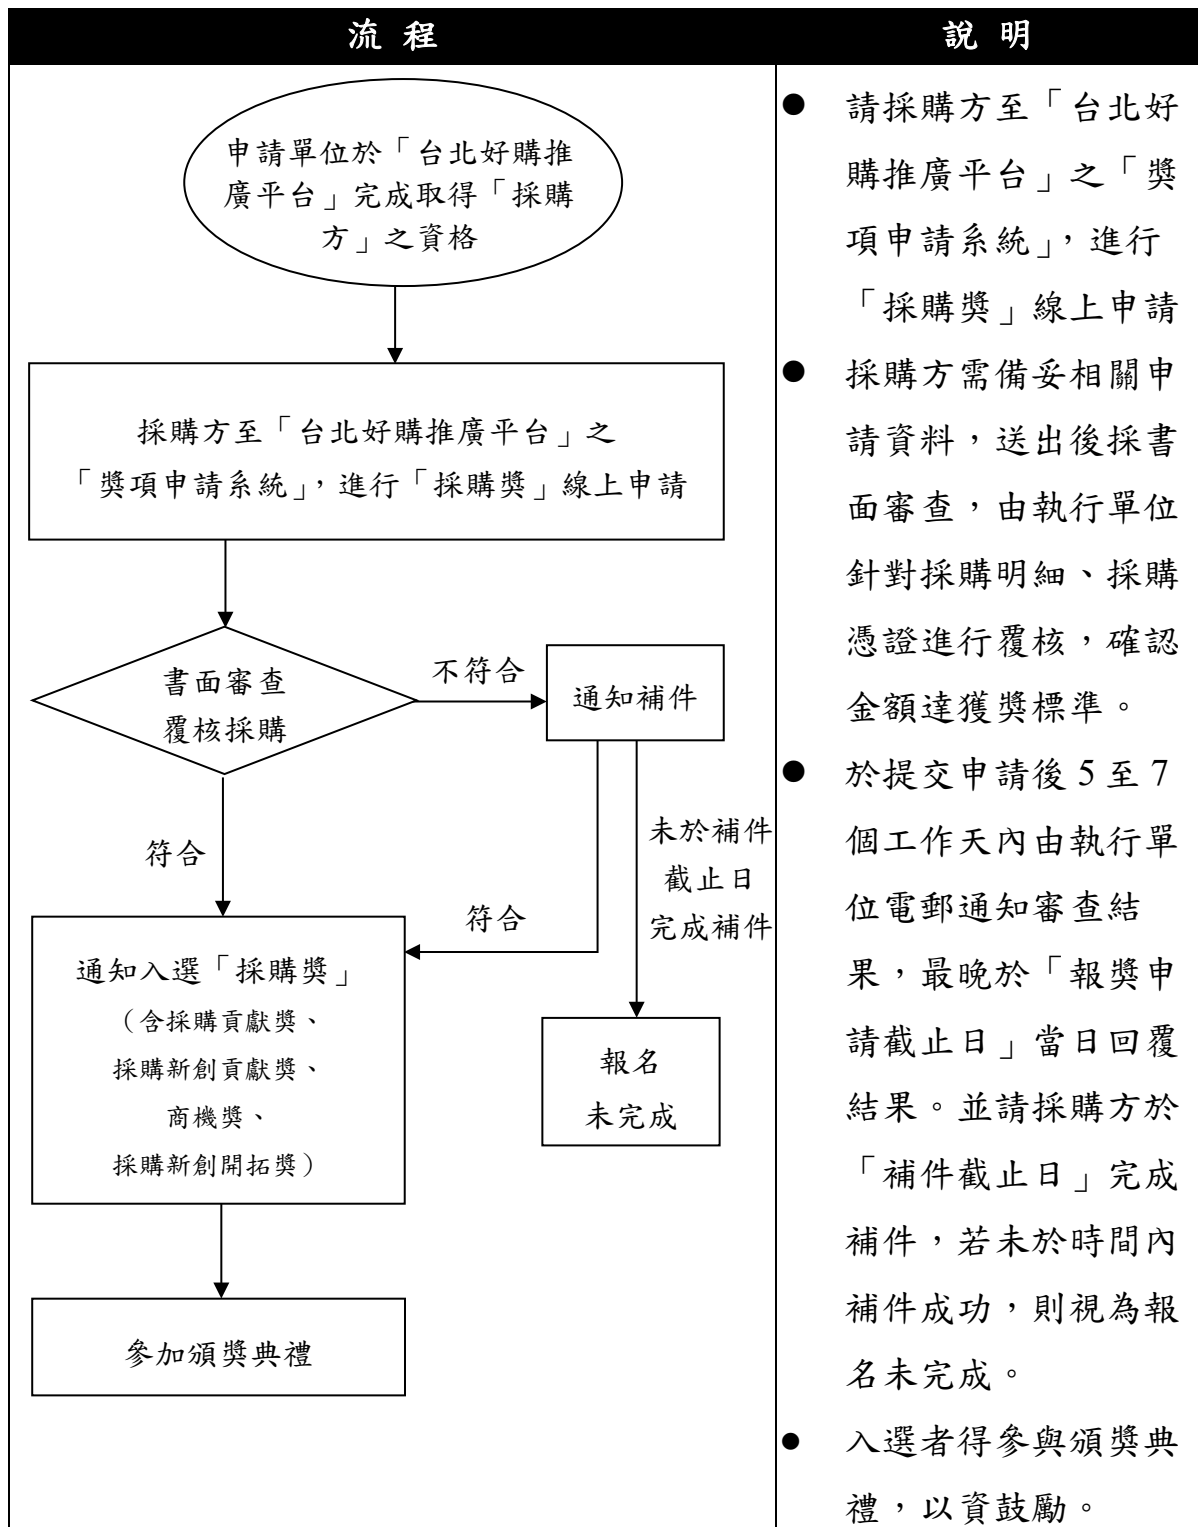 流 程
說 明
申請單位於「台北好購推
廣平台」完成取得「採購
方」之資格
採購方至「台北好購推廣平台」之
「獎項申請系統」，進行「採購獎」線上申請
書面審查
覆核採購
不符合
通知補件
符合
符合
未於補件
截止日
完成補件
通知入選「採購獎」
（含採購貢獻獎、
採購新創貢獻獎、
商機獎、
採購新創開拓獎）
報名
未完成
參加頒獎典禮
● 請採購方至「台北好
購推廣平台」之「獎
項申請系統」，進行
「採購獎」線上申請
● 採購方需備妥相關申
請資料，送出後採書
面審查，由執行單位
針對採購明細、採購
憑證進行覆核，確認
金額達獲獎標準。
● 於提交申請後 5 至 7
個工作天內由執行單
位電郵通知審查結
果，最晚於「報獎申
請截止日」當日回覆
結果。並請採購方於
「補件截止日」完成
補件，若未於時間內
補件成功，則視為報
名未完成。
● 入選者得參與頒獎典
禮，以資鼓勵。